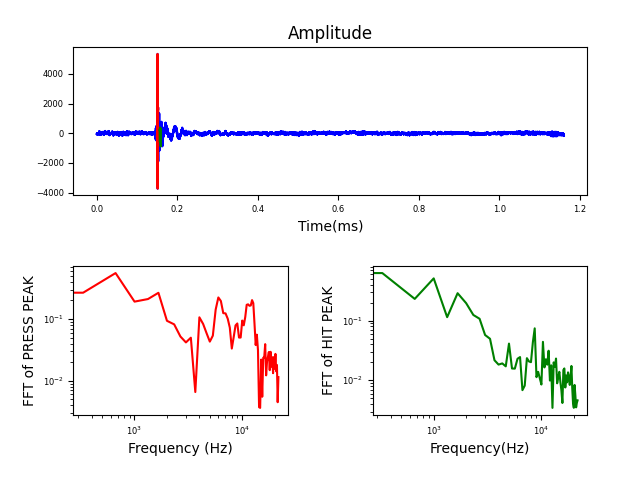 Amplitude
4000
2000
0
−2000
−4000
0.0 0.2 0.4 0.6 0.8 1.0 1.2
Time(ms)
FFT of PRESS PEAK
10⁻¹
10⁻²
10³ 10⁴
Frequency (Hz)
FFT of HIT PEAK
10⁻¹
10⁻²
10³ 10⁴
Frequency(Hz)